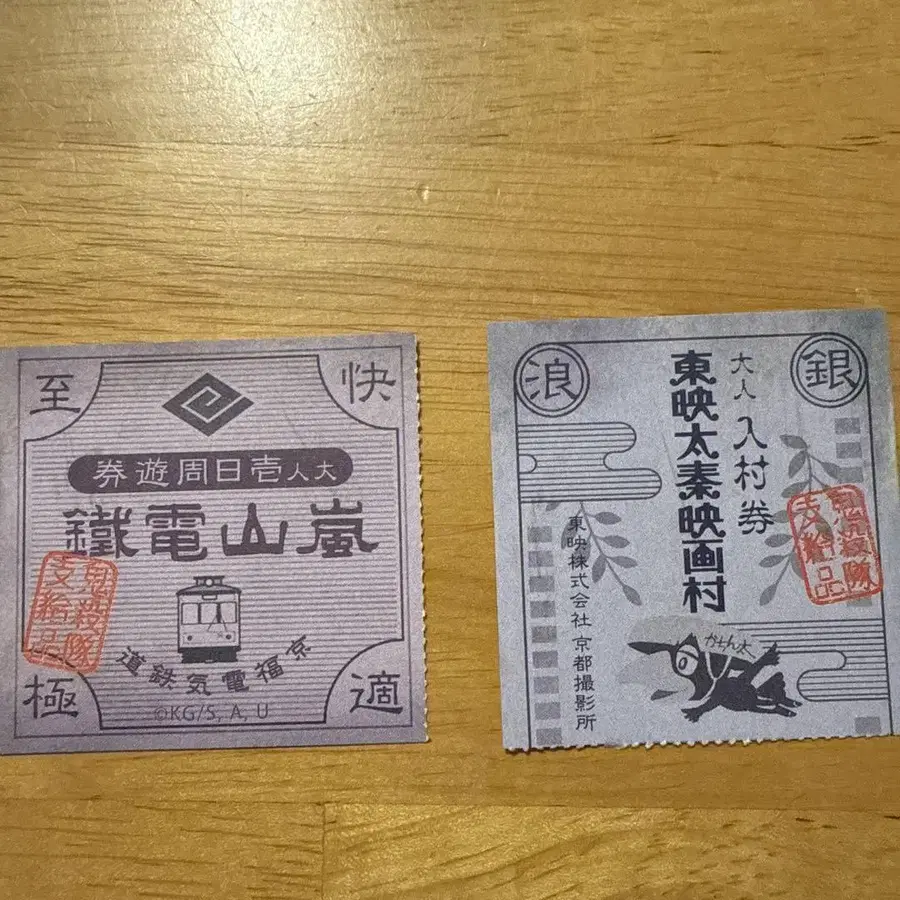 快適
至極
大人壱日周遊券
嵐山電鐵
京福電気鉄道
©KG/S, A, U
鬼殺隊
支給品
銀
浪
大人 入村券
東映太秦映画村
東映株式会社 京都撮影所
かちん太
鬼殺隊
支給品